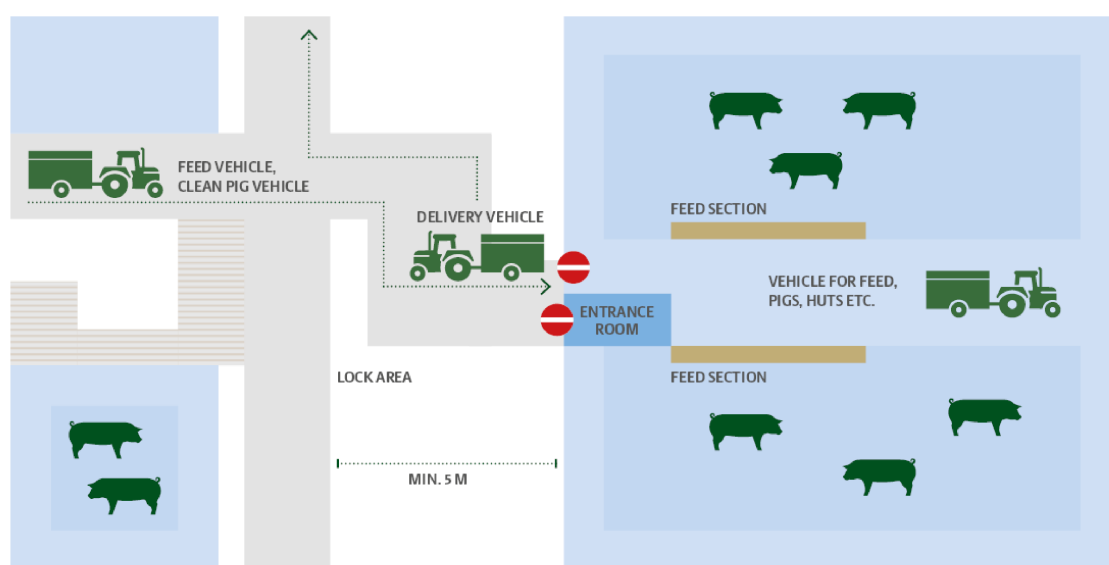 FEED VEHICLE,
CLEAN PIG VEHICLE
DELIVERY VEHICLE
FEED SECTION
VEHICLE FOR FEED,
PIGS, HUTS ETC.
ENTRANCE
ROOM
LOCK AREA
FEED SECTION
MIN. 5 M